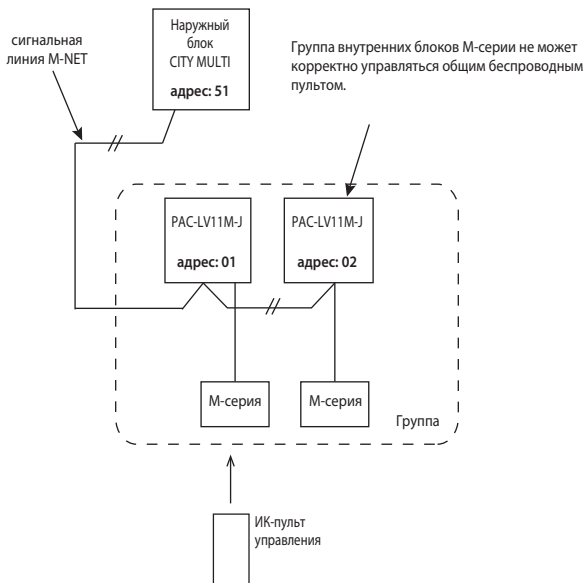 сигнальная
линия M-NET
Наружный
блок
CITY MULTI
адрес: 51
Группа внутренних блоков М-серии не может
корректно управляться общим беспроводным
пультом.
PAC-LV11M-J
адрес: 01
PAC-LV11M-J
адрес: 02
М-серия
М-серия
Группа
ИК-пульт
управления